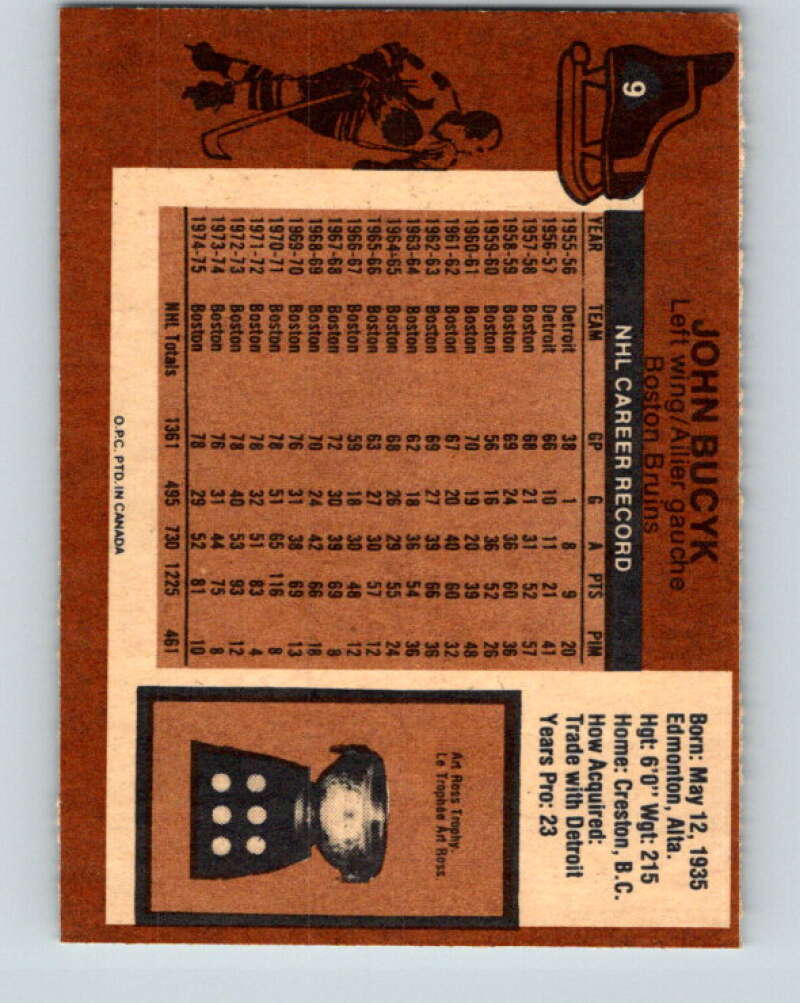 9
JOHN BUCYK
Left wing/Ailier gauche
Boston Bruins
NHL CAREER RECORD
YEAR TEAM GP G A PTS PIM
1955-56 Detroit 38 1 8 9 20
1956-57 Detroit 66 10 11 21 41
1957-58 Boston 68 21 31 52 57
1958-59 Boston 69 24 36 60 36
1959-60 Boston 56 16 36 52 26
1960-61 Boston 70 19 20 39 48
1961-62 Boston 67 20 40 60 32
1962-63 Boston 69 27 39 66 36
1963-64 Boston 62 18 36 54 36
1964-65 Boston 68 26 29 55 24
1965-66 Boston 63 27 30 57 12
1966-67 Boston 59 18 30 48 12
1967-68 Boston 72 30 39 69 8
1968-69 Boston 70 24 42 66 18
1969-70 Boston 76 31 38 69 13
1970-71 Boston 78 51 65 116 8
1971-72 Boston 78 32 51 83 4
1972-73 Boston 78 40 53 93 12
1973-74 Boston 76 31 44 75 8
1974-75 Boston 78 29 52 81 10
NHL Totals 1361 495 730 1225 461
O.P.C. PTD. IN CANADA
Born: May 12, 1935
Edmonton, Alta.
Hgt: 6'0" Wgt: 215
Home: Creston, B.C.
How Acquired:
Trade with Detroit
Years Pro: 23
Art Ross Trophy.
Le Trophée Art Ross.